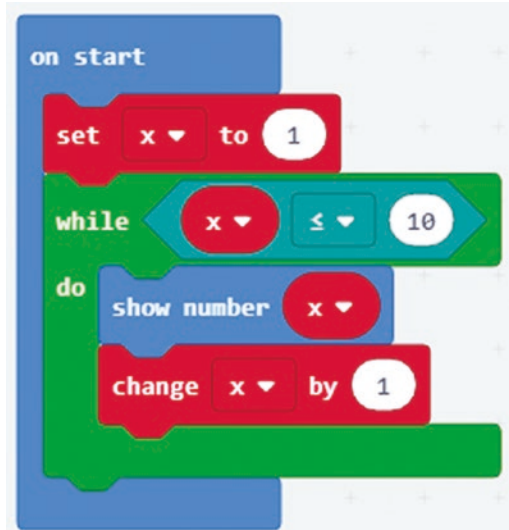 on start
set x to 1
while x ≤ 10
do
show number x
change x by 1